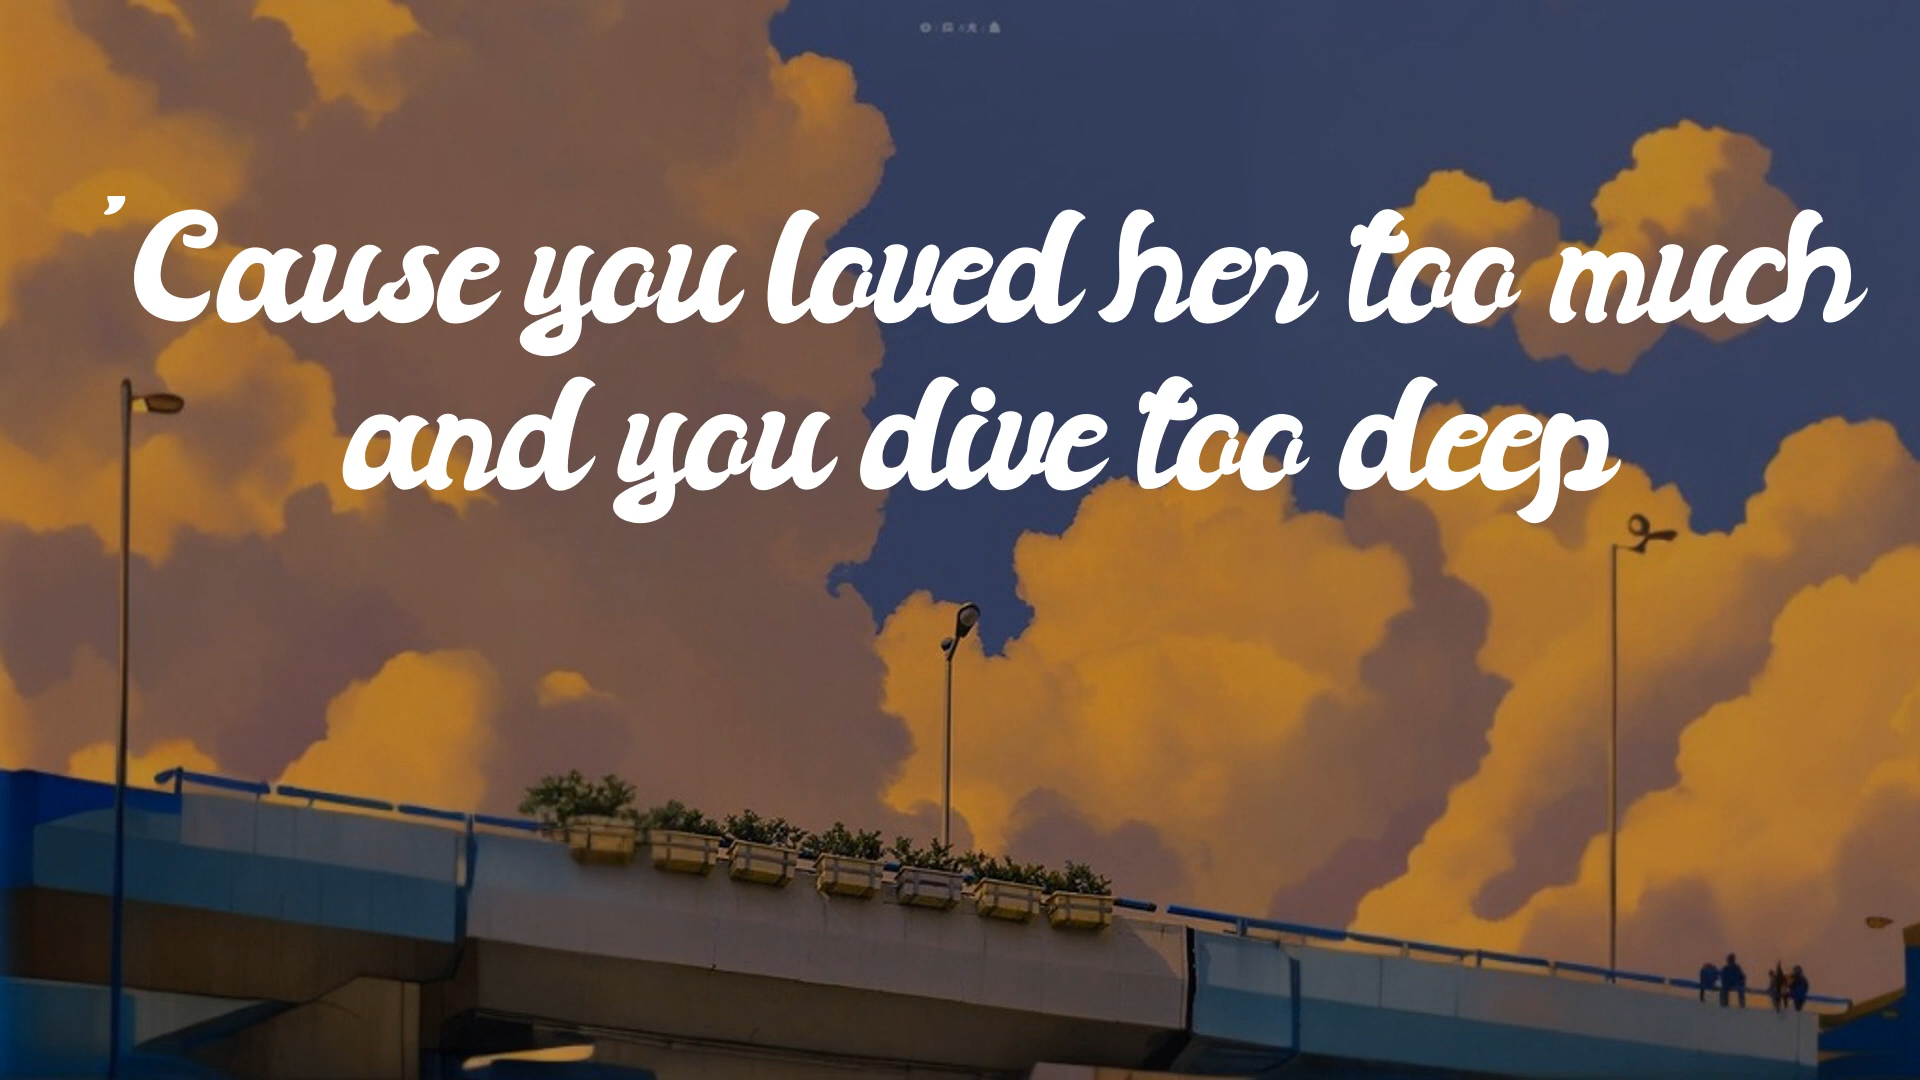 'Cause you loved her too much
and you dive too deep